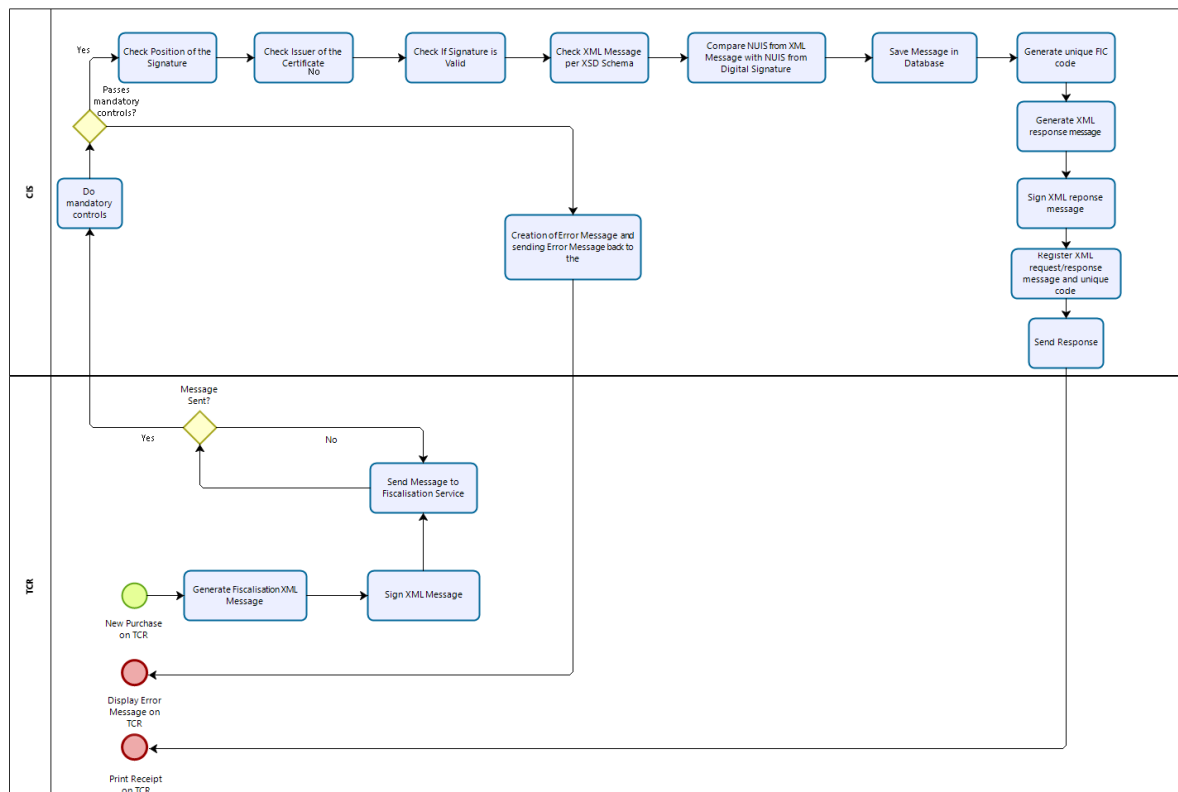 Yes
Check Position of the
Signature
Check Issuer of the
Certificate
No
Check If Signature is
Valid
Check XML Message
per XSD Schema
Compare NUIS from XML
Message with NUIS from
Digital Signature
Save Message in
Database
Generate unique FIC
code
Passes
mandatory
controls?
Generate XML
response message
CIS
Do
mandatory
controls
Sign XML reponse
message
Creation of Error Message and
sending Error Message back to
the
Register XML
request/response
message and unique
code
Send Response
Message
Sent?
Yes
No
Send Message to
Fiscalisation Service
TCR
Generate Fiscalisation XML
Message
Sign XML Message
New Purchase
on TCR
Display Error
Message on
TCR
Print Receipt
on TCR